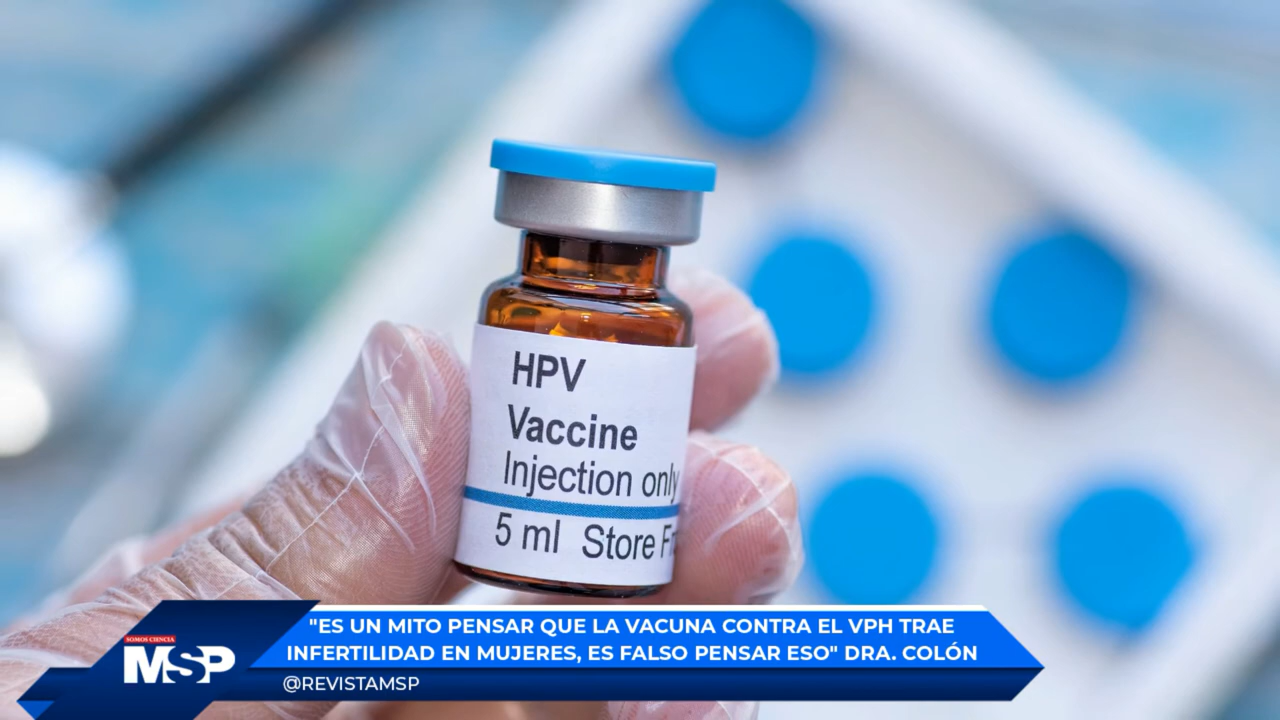 HPV
Vaccine
Injection only
5 ml Store
"ES UN MITO PENSAR QUE LA VACUNA CONTRA EL VPH TRAE
INFERTILIDAD EN MUJERES, ES FALSO PENSAR ESO" DRA. COLÓN
SOMOS CIENCIA
MSP
@REVISTAMSP